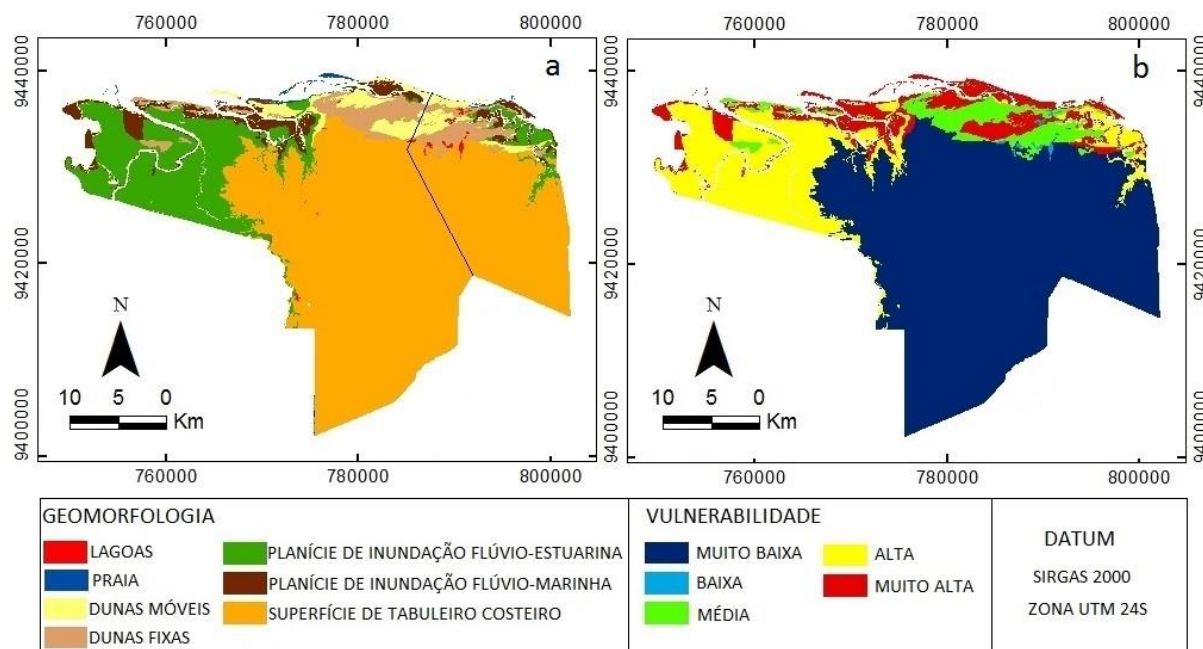 760000 780000 800000
760000 780000 800000
a
b
9440000
9420000
9400000
9440000
9420000
9400000
9440000
9420000
9400000
N
10 5 0
Km
N
10 5 0
Km
760000 780000 800000
760000 780000 800000
GEOMORFOLOGIA
LAGOAS
PRAIA
DUNAS MÓVEIS
DUNAS FIXAS
PLANÍCIE DE INUNDAÇÃO FLÚVIO-ESTUARINA
PLANÍCIE DE INUNDAÇÃO FLÚVIO-MARINHA
SUPERFÍCIE DE TABULEIRO COSTEIRO
VULNERABILIDADE
MUITO BAIXA
BAIXA
MÉDIA
ALTA
MUITO ALTA
DATUM
SIRGAS 2000
ZONA UTM 24S